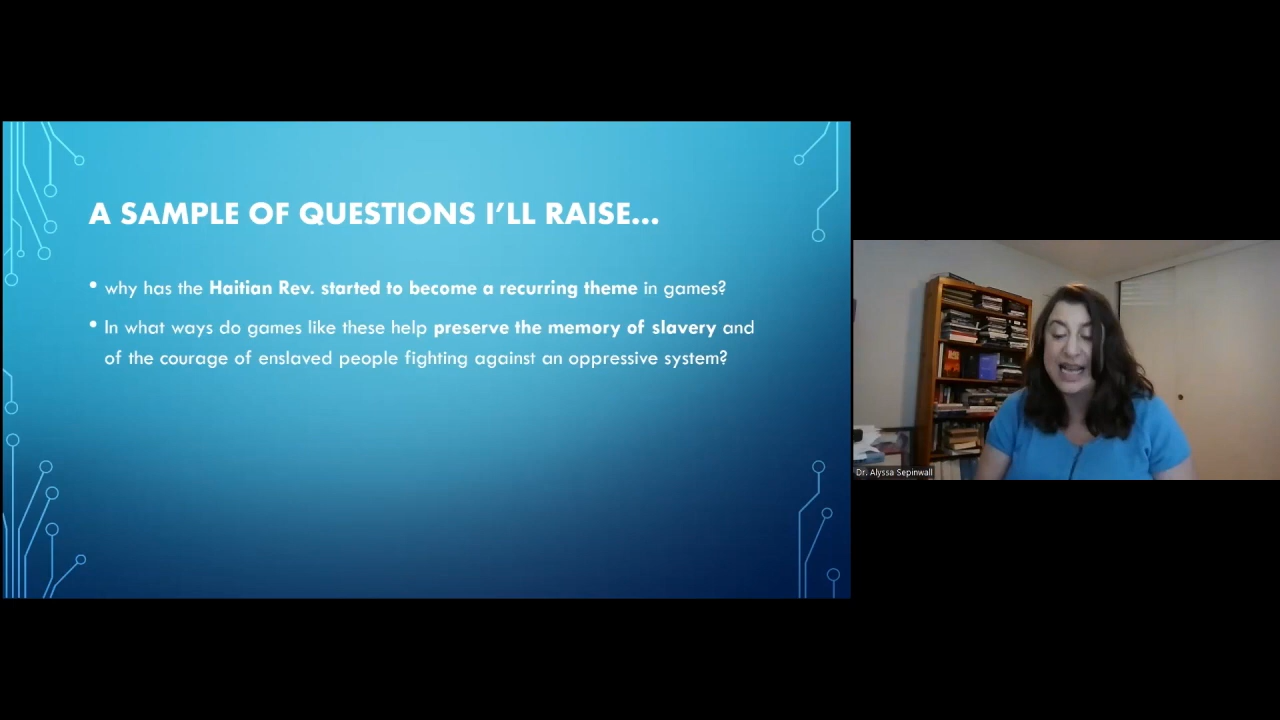 A SAMPLE OF QUESTIONS I'LL RAISE...
• why has the Haitian Rev. started to become a recurring theme in games?
• In what ways do games like these help preserve the memory of slavery and
of the courage of enslaved people fighting against an oppressive system?
Dr. Alyssa Sepinwall